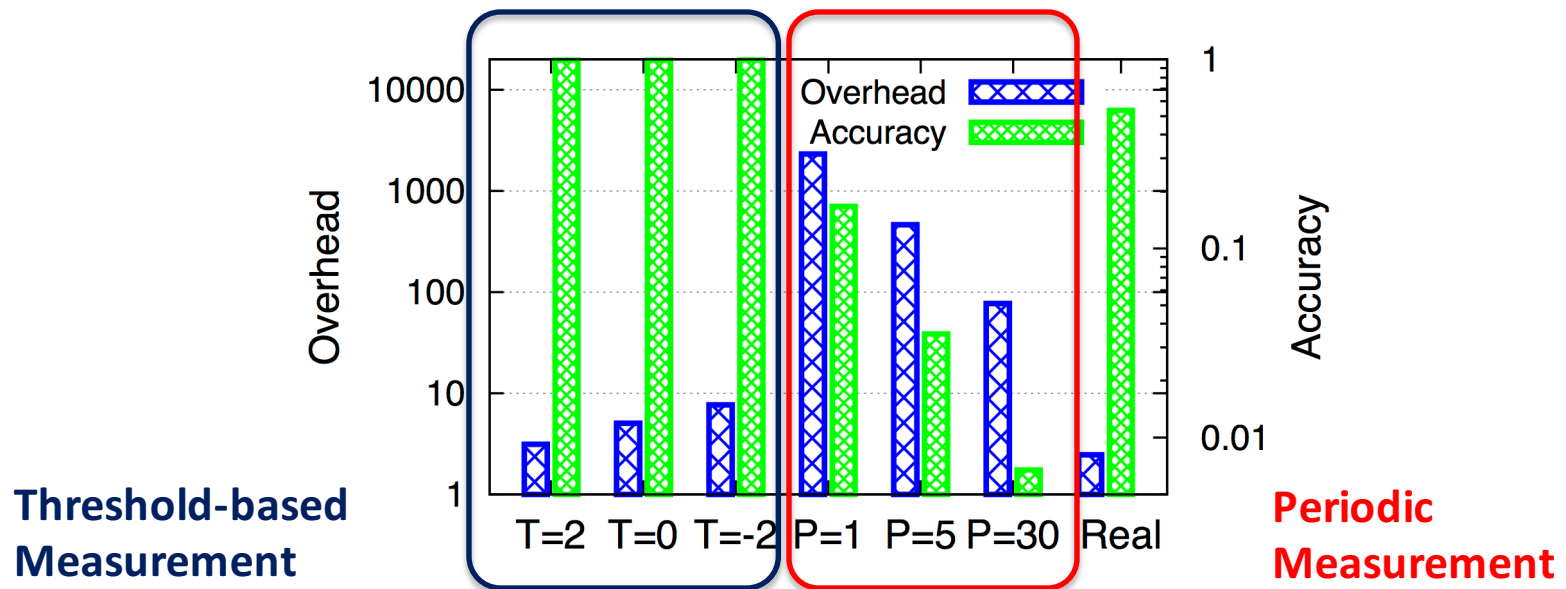 10000
1000
100
10
1
Overhead
Overhead
Accuracy
1
0.1
0.01
Accuracy
T=2 T=0 T=-2 P=1 P=5 P=30 Real
Threshold-based
Measurement
Periodic
Measurement